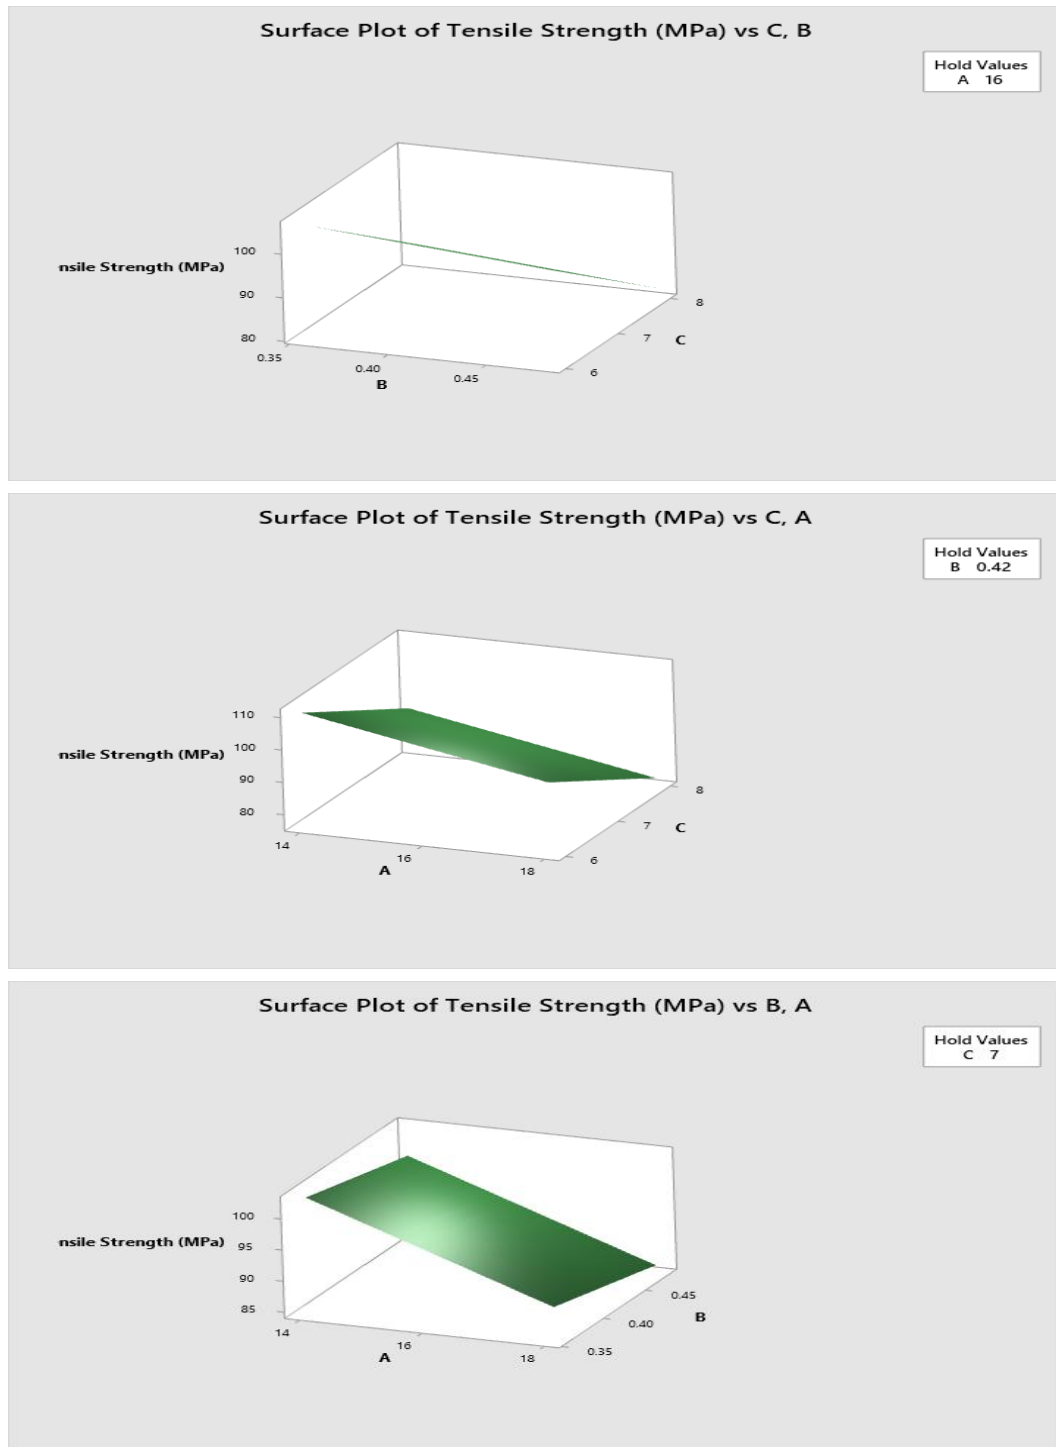 Surface Plot of Tensile Strength (MPa) vs C, B
Hold Values
A 16
100
nsile Strength (MPa)
90
80
8
7 C
6
0.35
0.40
0.45
B
Surface Plot of Tensile Strength (MPa) vs C, A
Hold Values
B 0.42
110
100
nsile Strength (MPa)
90
80
8
7 C
6
14
16
18
A
Surface Plot of Tensile Strength (MPa) vs B, A
Hold Values
C 7
100
nsile Strength (MPa)
95
90
85
0.45
0.40 B
0.35
14
16
18
A